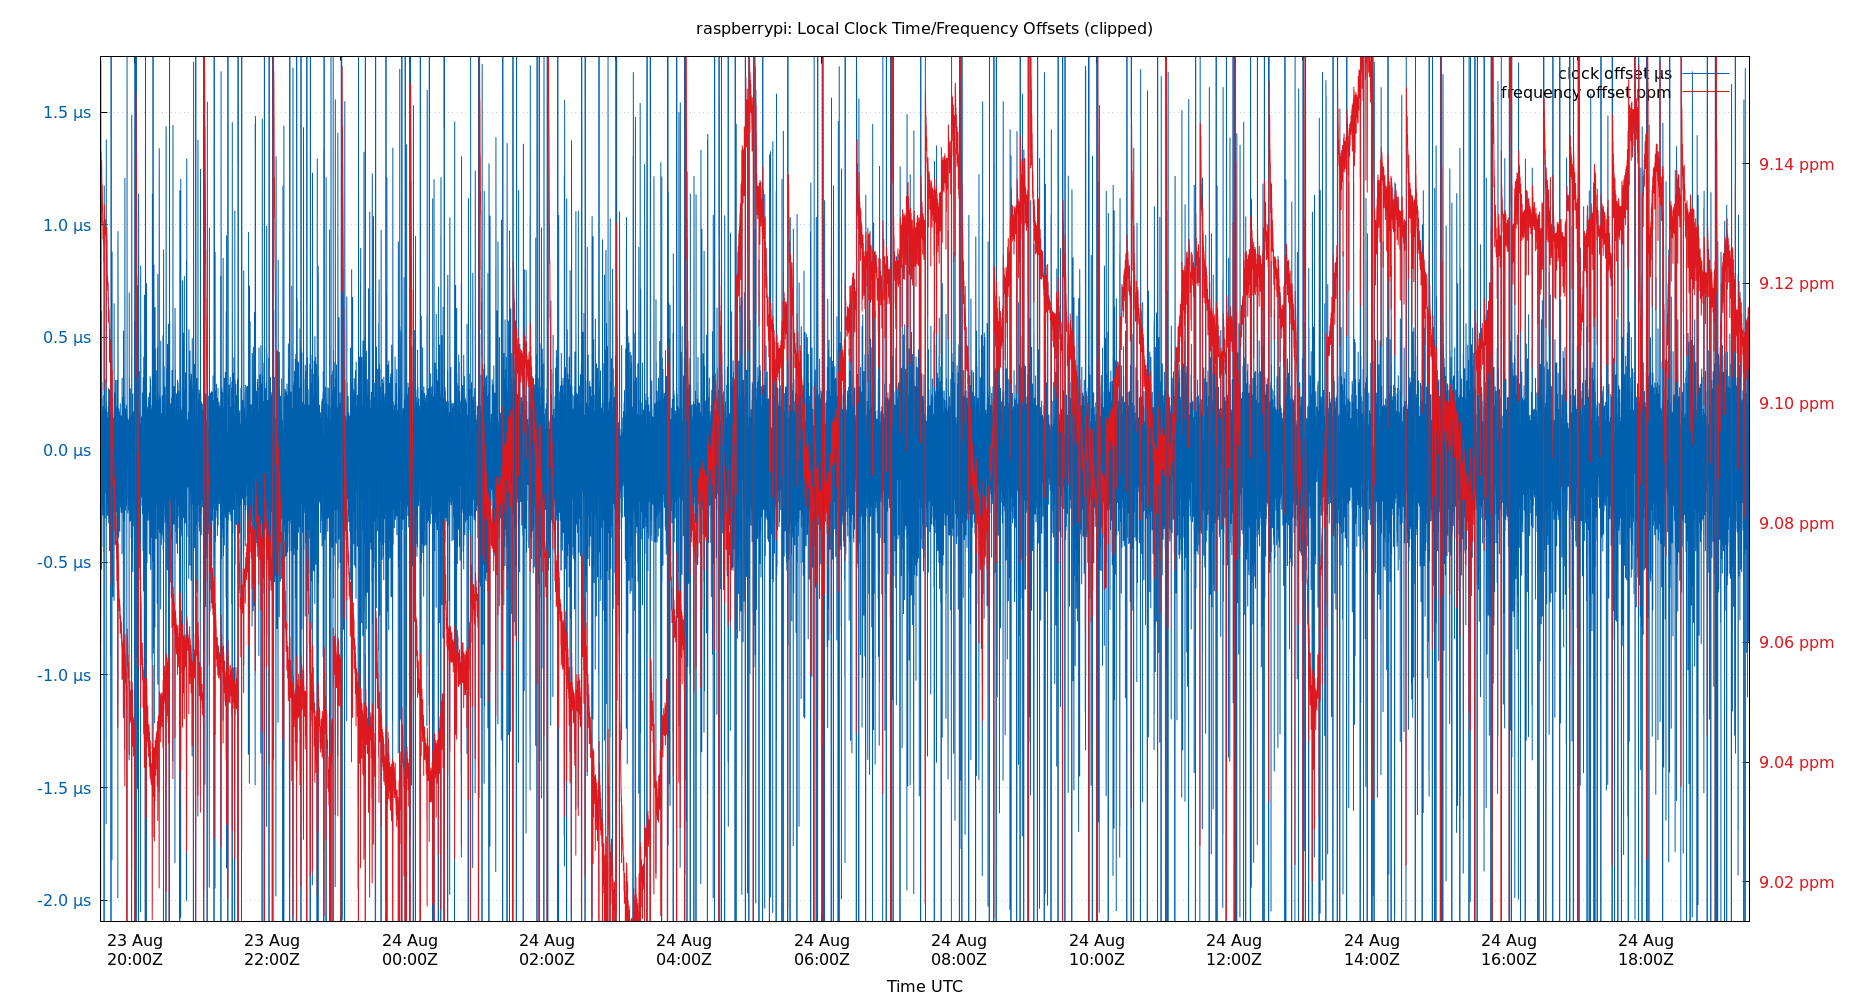 raspberrypi: Local Clock Time/Frequency Offsets (clipped)
clock offset µs
frequency offset ppm
1.5 µs
1.0 µs
0.5 µs
0.0 µs
-0.5 µs
-1.0 µs
-1.5 µs
-2.0 µs
9.14 ppm
9.12 ppm
9.10 ppm
9.08 ppm
9.06 ppm
9.04 ppm
9.02 ppm
23 Aug
20:00Z
23 Aug
22:00Z
24 Aug
00:00Z
24 Aug
02:00Z
24 Aug
04:00Z
24 Aug
06:00Z
24 Aug
08:00Z
24 Aug
10:00Z
24 Aug
12:00Z
24 Aug
14:00Z
24 Aug
16:00Z
24 Aug
18:00Z
Time UTC